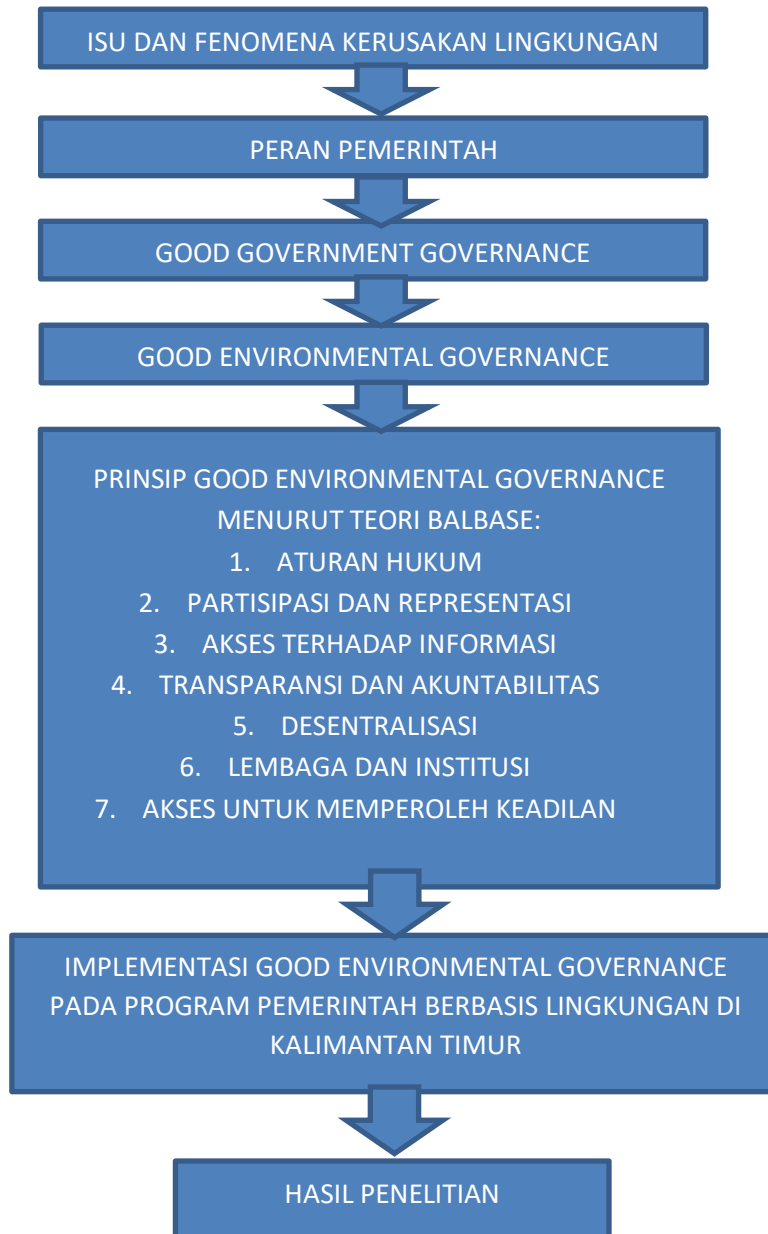 ISU DAN FENOMENA KERUSAKAN LINGKUNGAN
PERAN PEMERINTAH
GOOD GOVERNMENT GOVERNANCE
GOOD ENVIRONMENTAL GOVERNANCE
PRINSIP GOOD ENVIRONMENTAL GOVERNANCE
MENURUT TEORI BALBASE:
1. ATURAN HUKUM
2. PARTISIPASI DAN REPRESENTASI
3. AKSES TERHADAP INFORMASI
4. TRANSPARANSI DAN AKUNTABILITAS
5. DESENTRALISASI
6. LEMBAGA DAN INSTITUSI
7. AKSES UNTUK MEMPEROLEH KEADILAN
IMPLEMENTASI GOOD ENVIRONMENTAL GOVERNANCE
PADA PROGRAM PEMERINTAH BERBASIS LINGKUNGAN DI
KALIMANTAN TIMUR
HASIL PENELITIAN